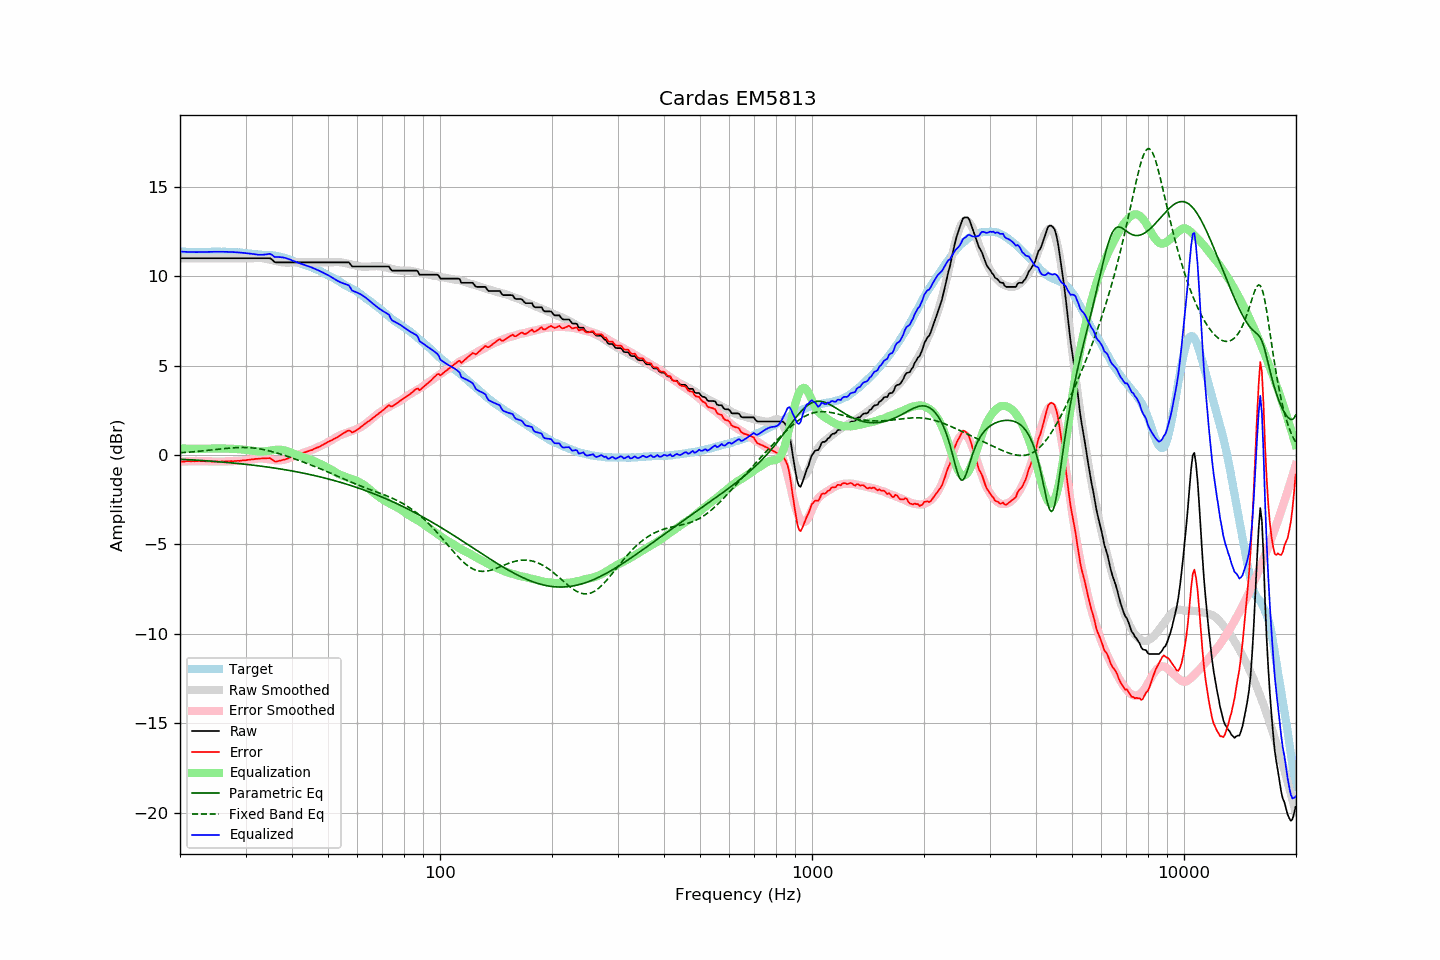 Cardas EM5813
Amplitude (dBr)
15
10
5
0
−5
−10
−15
−20
Target
Raw Smoothed
Error Smoothed
Raw
Error
Equalization
Parametric Eq
Fixed Band Eq
Equalized
100
1000
10000
Frequency (Hz)